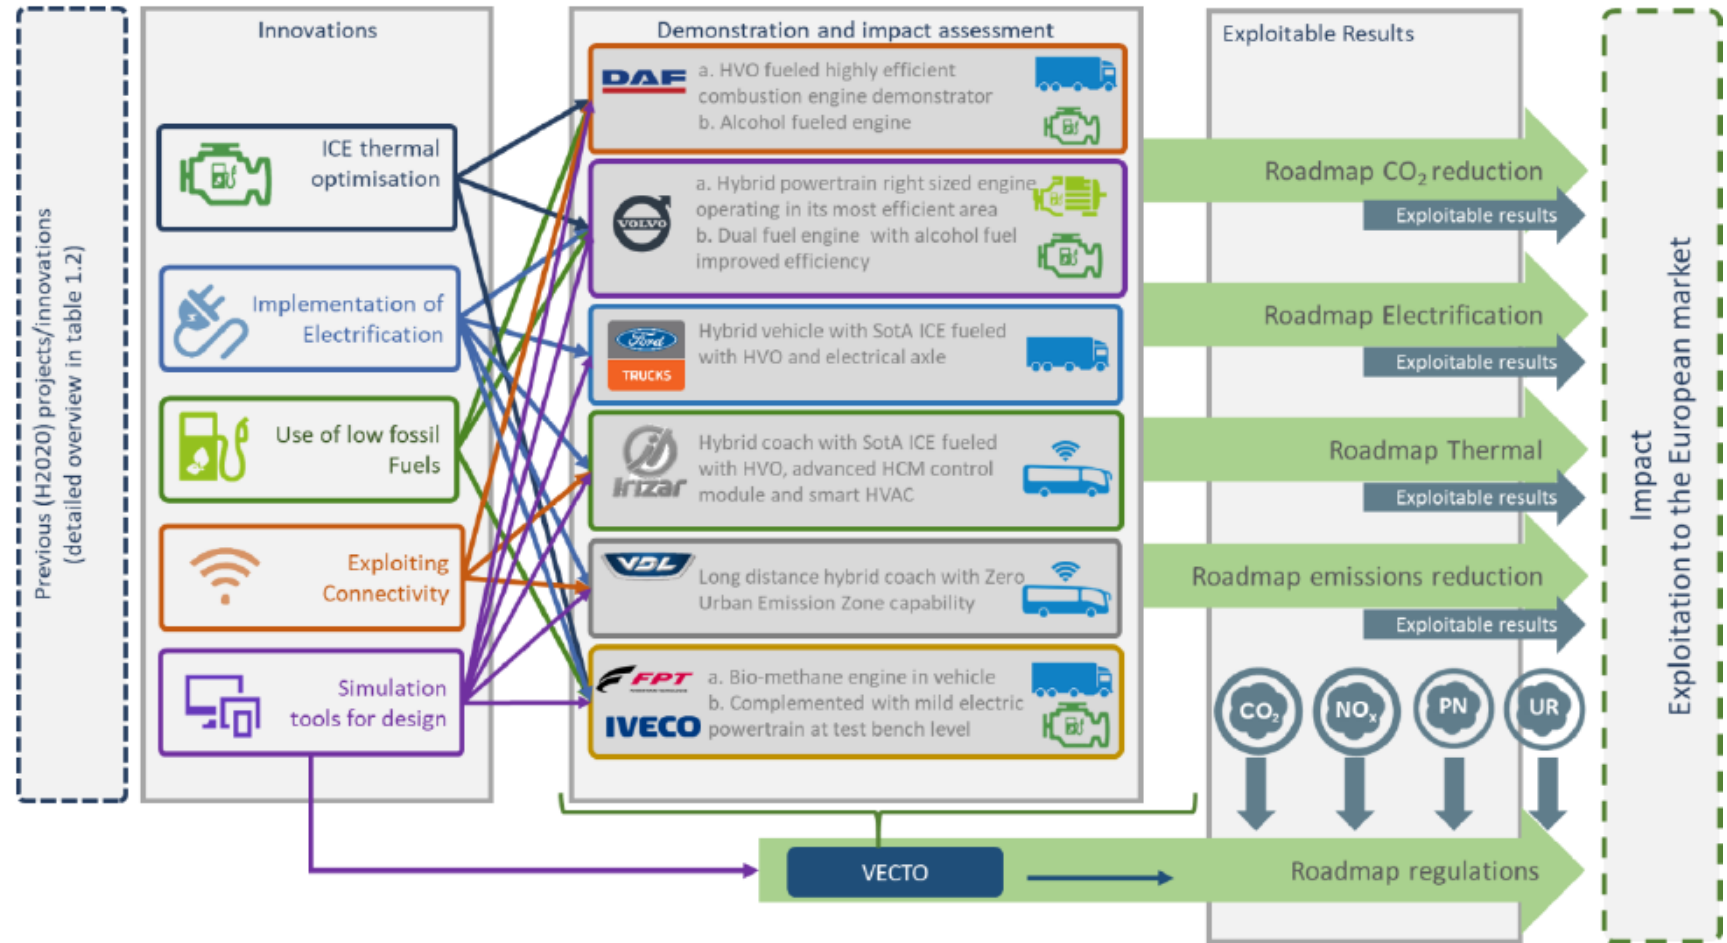 Previous (H2020) projects/innovations
(detailed overview in table 1.2)
Innovations
ICE thermal
optimisation
Implementation of
Electrification
Use of low fossil
Fuels
Exploiting
Connectivity
Simulation
tools for design
Demonstration and impact assessment
DAF
a. HVO fueled highly efficient
combustion engine demonstrator
b. Alcohol fueled engine
VOLVO
a. Hybrid powertrain right sized engine
operating in its most efficient area
b. Dual fuel engine with alcohol fuel
improved efficiency
Ford
TRUCKS
Hybrid vehicle with SotA ICE fueled
with HVO and electrical axle
Irizar
Hybrid coach with SotA ICE fueled
with HVO, advanced HCM control
module and smart HVAC
VDL
Long distance hybrid coach with Zero
Urban Emission Zone capability
FPT
IVECO
a. Bio-methane engine in vehicle
b. Complemented with mild electric
powertrain at test bench level
VECTO
Exploitable Results
Roadmap CO₂ reduction
Exploitable results
Roadmap Electrification
Exploitable results
Roadmap Thermal
Exploitable results
Roadmap emissions reduction
Exploitable results
CO₂
NOₓ
PN
UR
Roadmap regulations
Impact
Exploitation to the European market